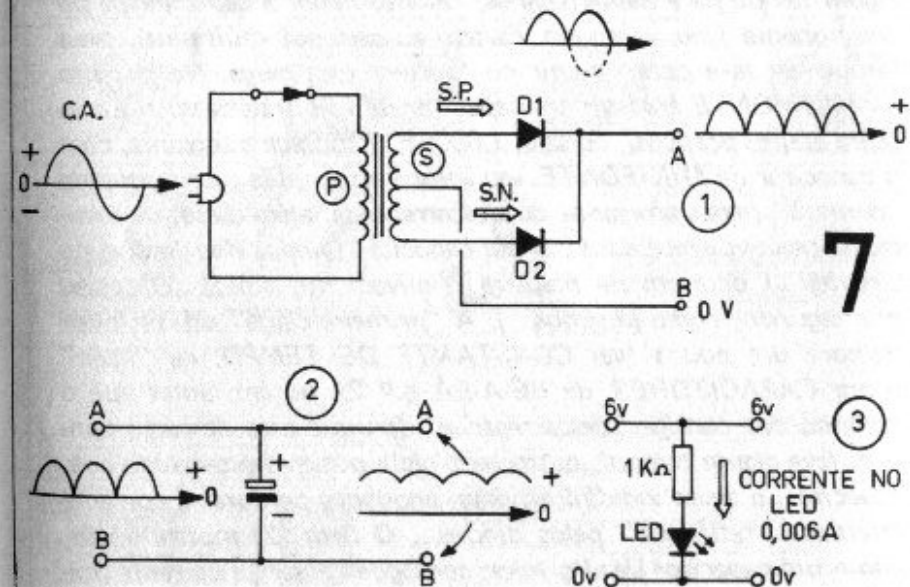 C.A.
+
0
-
P
S
S.P.
S.N.
D1
D2
A
B
0 V
+
0
1
7
2
A
A
B
B
+
0
+
+
0
3
6v
6v
1KΩ
LED
CORRENTE NO
LED
0,006A
0v
0V